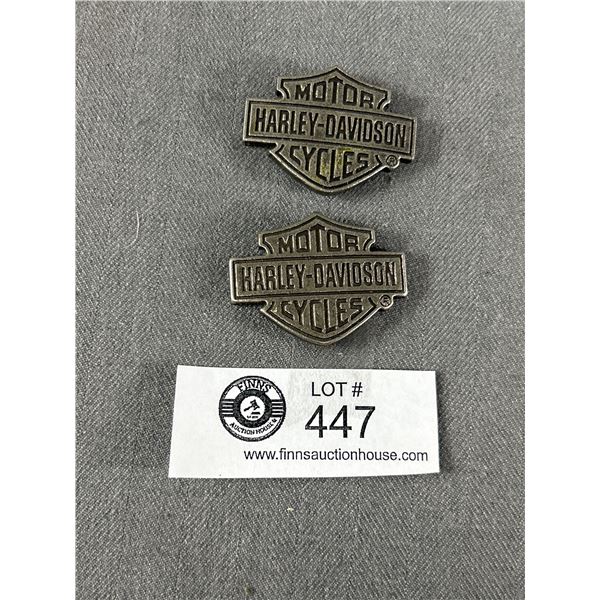 MOTOR
HARLEY-DAVIDSON
CYCLES ®
MOTOR
HARLEY-DAVIDSON
CYCLES ®
FINNS
AUCTION HOUSE
LOT #
447
www.finnsauctionhouse.com